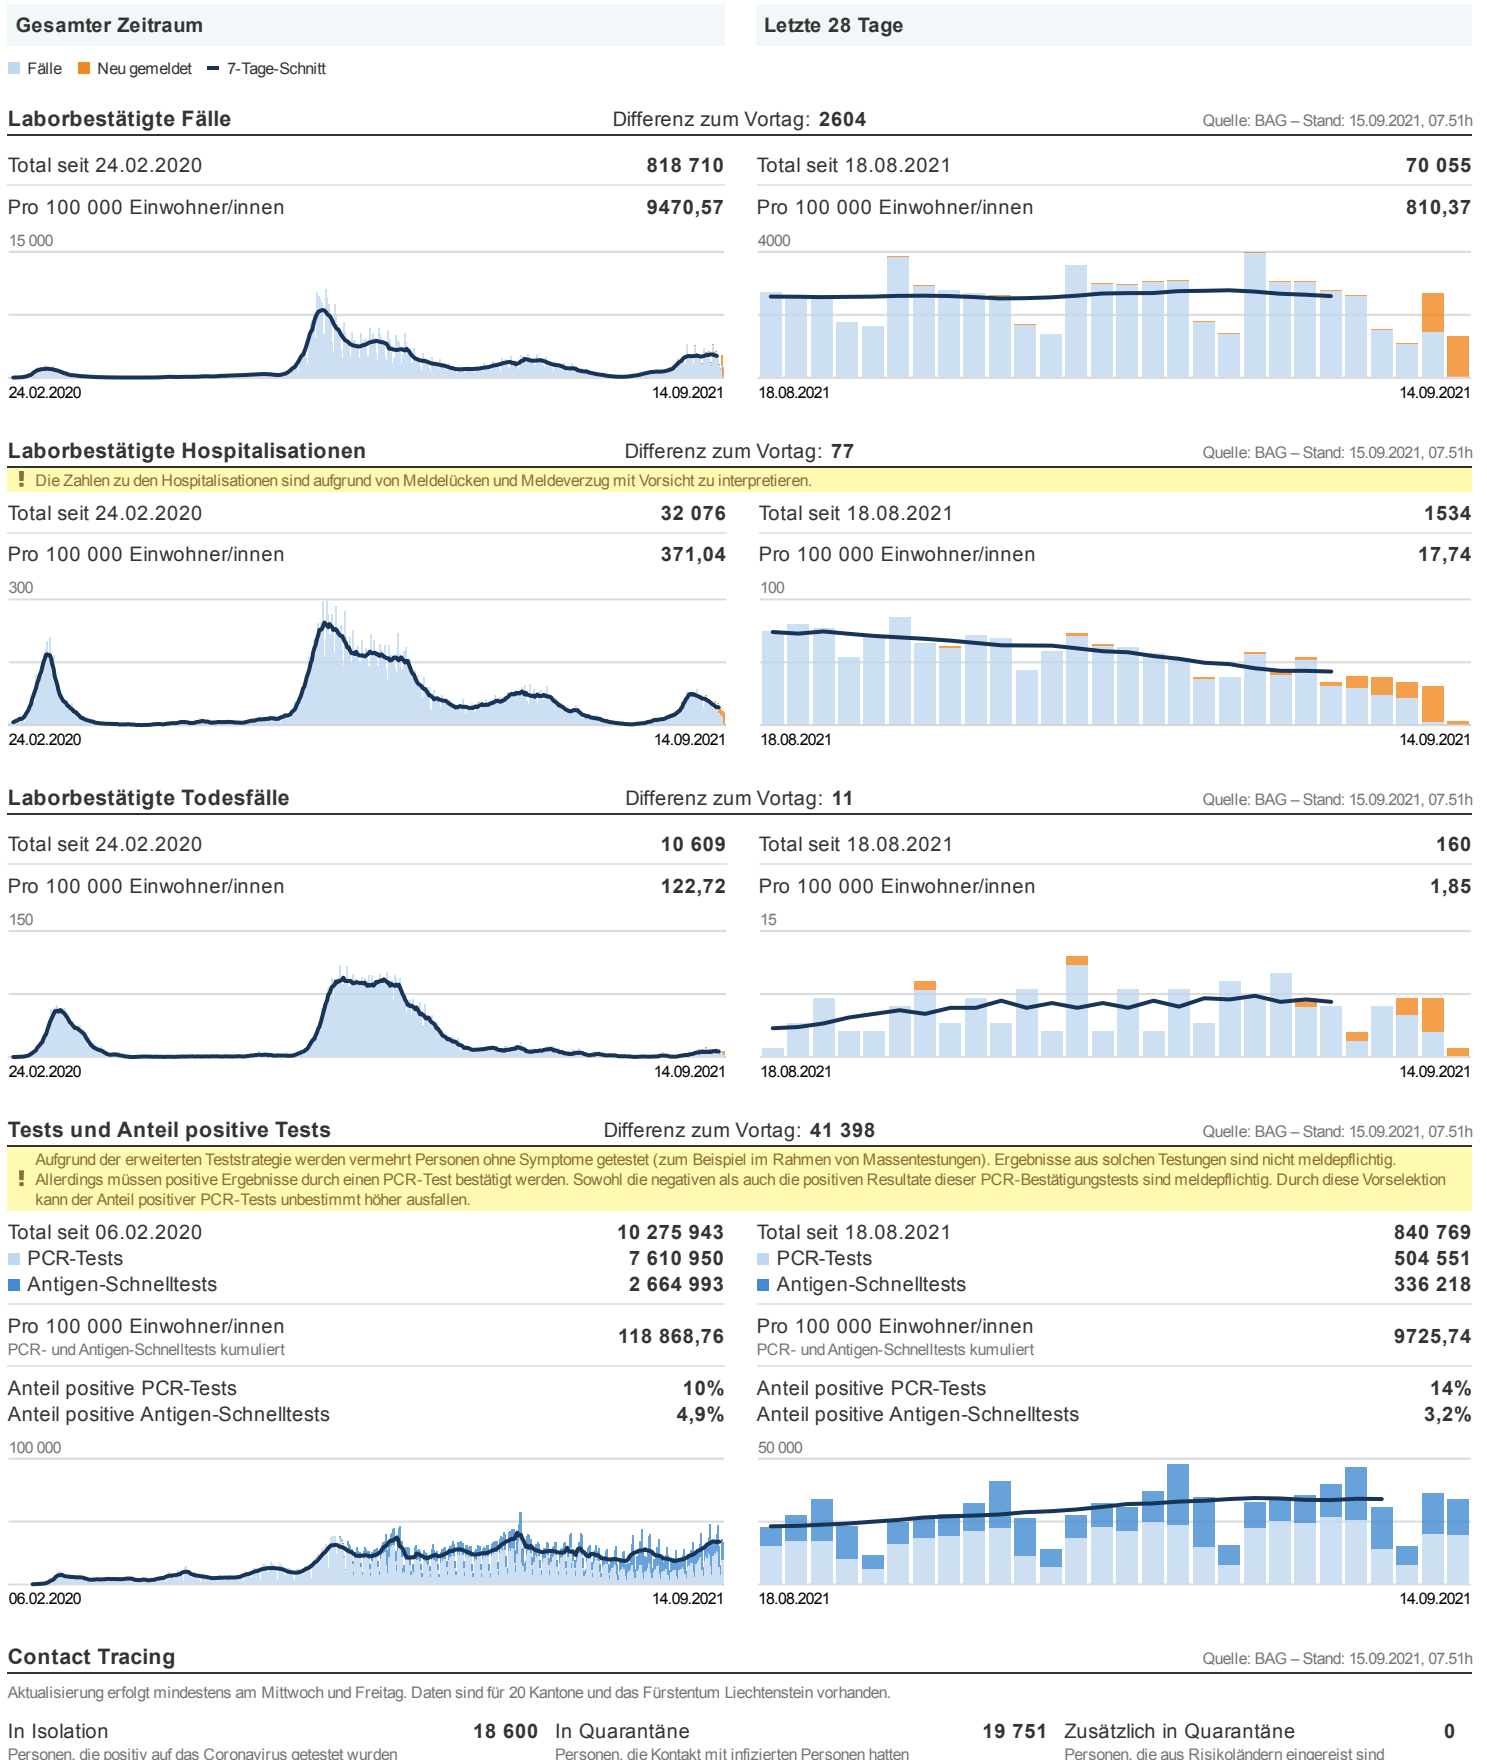 Gesamter Zeitraum
Letzte 28 Tage
Fälle Neu gemeldet 7-Tage-Schnitt
Laborbestätigte Fälle Differenz zum Vortag: 2604 Quelle: BAG – Stand: 15.09.2021, 07.51h
Total seit 24.02.2020 818 710
Pro 100 000 Einwohner/innen 9470,57
15 000
24.02.2020 14.09.2021
Total seit 18.08.2021 70 055
Pro 100 000 Einwohner/innen 810,37
4000
18.08.2021 14.09.2021
Laborbestätigte Hospitalisationen Differenz zum Vortag: 77 Quelle: BAG – Stand: 15.09.2021, 07.51h
! Die Zahlen zu den Hospitalisationen sind aufgrund von Meldelücken und Meldeverzug mit Vorsicht zu interpretieren.
Total seit 24.02.2020 32 076
Pro 100 000 Einwohner/innen 371,04
300
24.02.2020 14.09.2021
Total seit 18.08.2021 1534
Pro 100 000 Einwohner/innen 17,74
100
18.08.2021 14.09.2021
Laborbestätigte Todesfälle Differenz zum Vortag: 11 Quelle: BAG – Stand: 15.09.2021, 07.51h
Total seit 24.02.2020 10 609
Pro 100 000 Einwohner/innen 122,72
150
24.02.2020 14.09.2021
Total seit 18.08.2021 160
Pro 100 000 Einwohner/innen 1,85
15
18.08.2021 14.09.2021
Tests und Anteil positive Tests Differenz zum Vortag: 41 398 Quelle: BAG – Stand: 15.09.2021, 07.51h
Aufgrund der erweiterten Teststrategie werden vermehrt Personen ohne Symptome getestet (zum Beispiel im Rahmen von Massentestungen). Ergebnisse aus solchen Testungen sind nicht meldepflichtig.
! Allerdings müssen positive Ergebnisse durch einen PCR-Test bestätigt werden. Sowohl die negativen als auch die positiven Resultate dieser PCR-Bestätigungstests sind meldepflichtig. Durch diese Vorselektion
kann der Anteil positiver PCR-Tests unbestimmt höher ausfallen.
Total seit 06.02.2020 10 275 943
PCR-Tests 7 610 950
Antigen-Schnelltests 2 664 993
Pro 100 000 Einwohner/innen 118 868,76
PCR- und Antigen-Schnelltests kumuliert
Anteil positive PCR-Tests 10%
Anteil positive Antigen-Schnelltests 4,9%
100 000
06.02.2020 14.09.2021
Total seit 18.08.2021 840 769
PCR-Tests 504 551
Antigen-Schnelltests 336 218
Pro 100 000 Einwohner/innen 9725,74
PCR- und Antigen-Schnelltests kumuliert
Anteil positive PCR-Tests 14%
Anteil positive Antigen-Schnelltests 3,2%
50 000
18.08.2021 14.09.2021
Contact Tracing Quelle: BAG – Stand: 15.09.2021, 07.51h
Aktualisierung erfolgt mindestens am Mittwoch und Freitag. Daten sind für 20 Kantone und das Fürstentum Liechtenstein vorhanden.
In Isolation 18 600
Personen, die positiv auf das Coronavirus getestet wurden
In Quarantäne 19 751
Personen, die Kontakt mit infizierten Personen hatten
Zusätzlich in Quarantäne 0
Personen, die aus Risikoländern eingereist sind